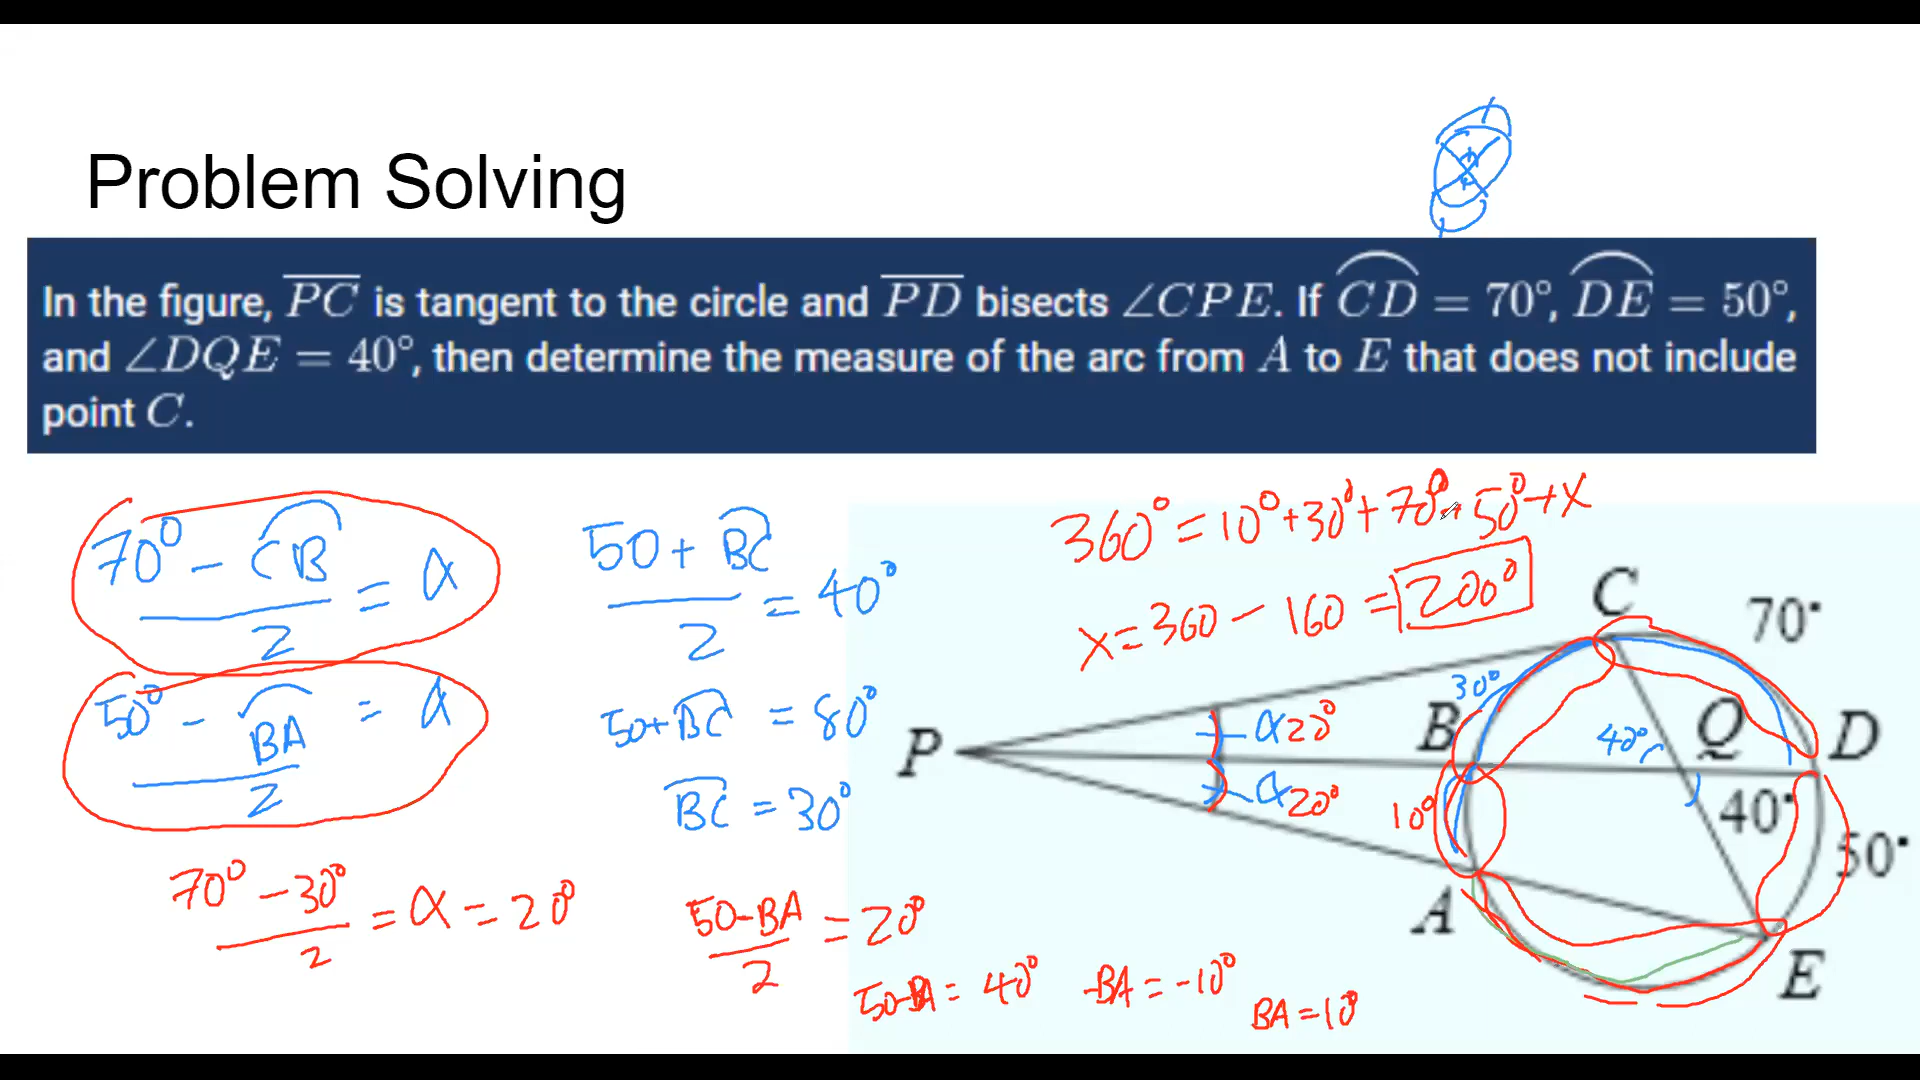 Problem Solving
In the figure, PC is tangent to the circle and PD bisects ∠CPE. If CD = 70°, DE = 50°,
and ∠DQE = 40°, then determine the measure of the arc from A to E that does not include
point C.
70° - CB / 2 = α
50° - BA / 2 = α
70° - 30° / 2 = α = 20°
50 + BC / 2 = 40°
50 + BC = 80°
BC = 30°
50 - BA / 2 = 20°
50 - BA = 40°
-BA = -10°
BA = 10°
360° = 10° + 30° + 70° + 50° + x
x = 360 - 160 = 200°
C
70°
30°
P
α 20°
B
40°
Q
D
α 20°
10°
40°
50°
A
E